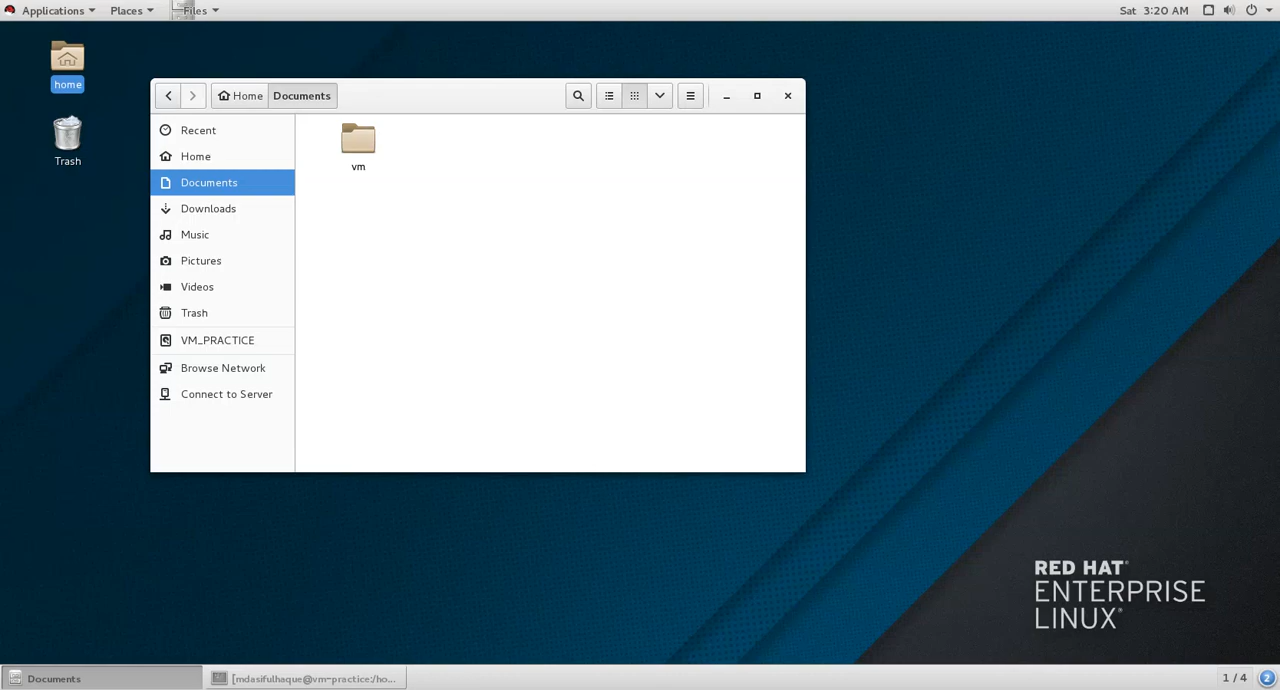 Applications Places Files Sat 3:20 AM
home
Trash
Home Documents
Recent
Home
Documents
Downloads
Music
Pictures
Videos
Trash
VM_PRACTICE
Browse Network
Connect to Server
vm
RED HAT®
ENTERPRISE
LINUX®
Documents [mdasifulhaque@vm-practice:/ho... 1 / 4 2